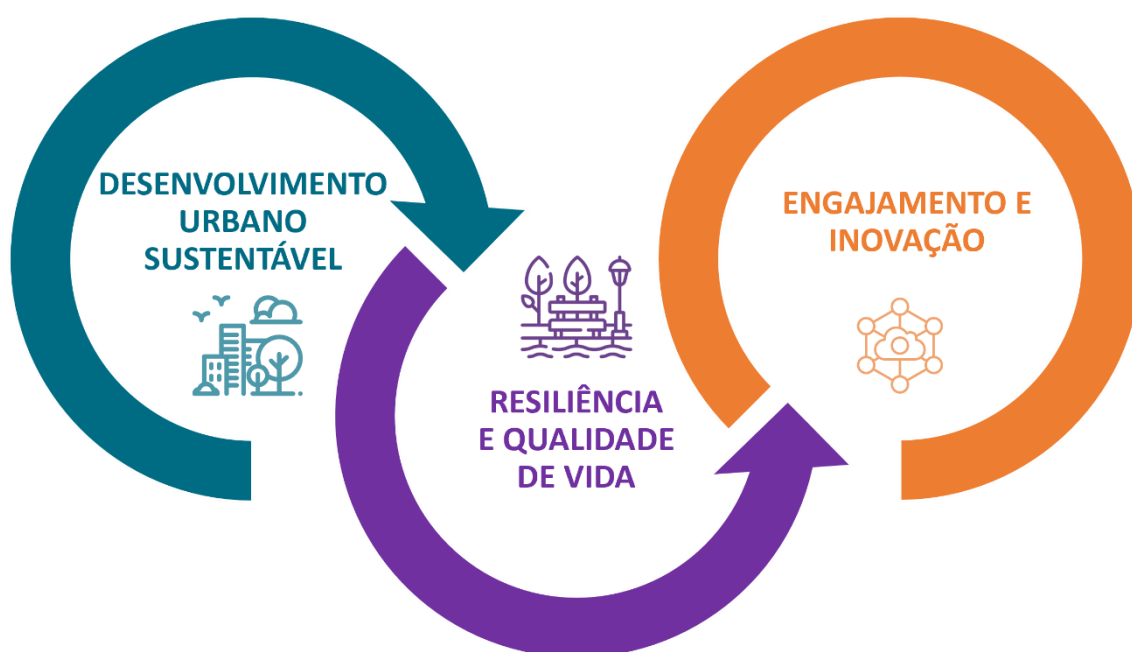 DESENVOLVIMENTO
URBANO
SUSTENTÁVEL
RESILIÊNCIA
E QUALIDADE
DE VIDA
ENGAJAMENTO E
INOVAÇÃO